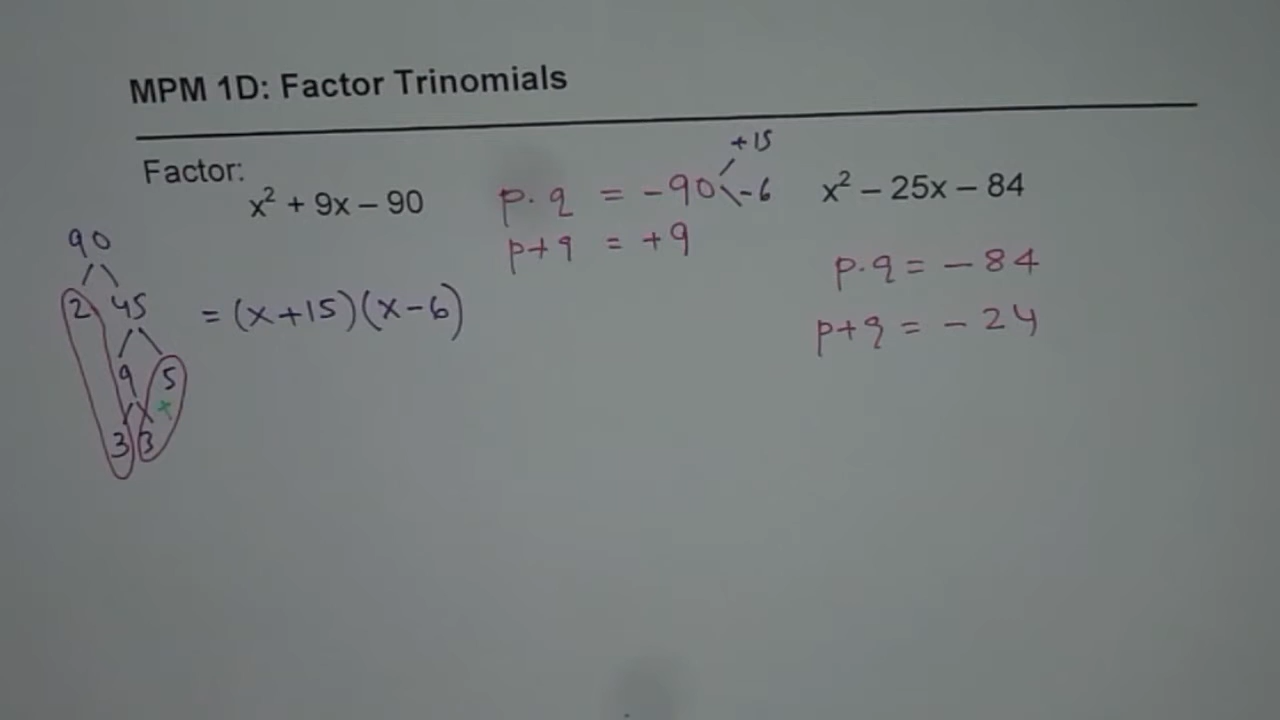 MPM 1D: Factor Trinomials
Factor:
x² + 9x – 90
90
2 45
9 5
+
3 3
= (x+15)(x-6)
+15
p·q = -90 -6
p+q = +9
x² – 25x – 84
p·q = -84
p+q = -24